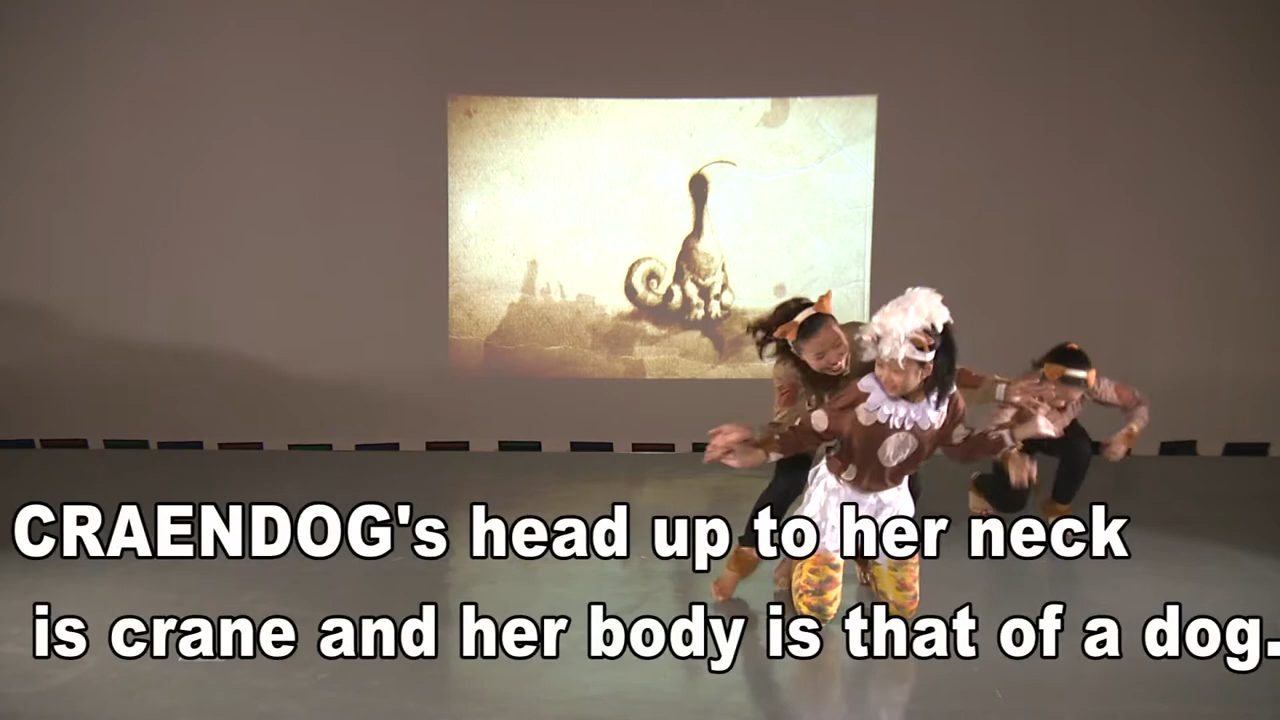 CRAENDOG's head up to her neck
is crane and her body is that of a dog.